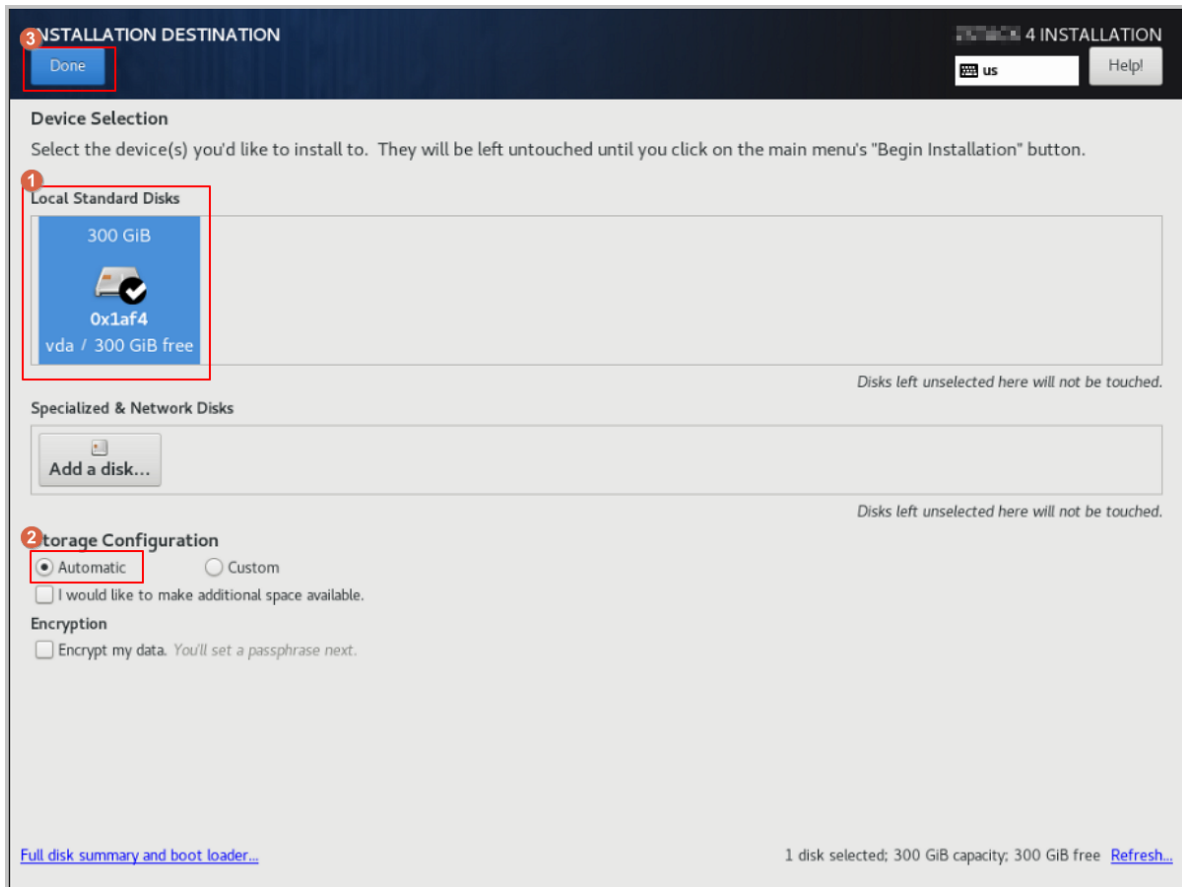 3
INSTALLATION DESTINATION
4 INSTALLATION
Done
us
Help!
Device Selection
Select the device(s) you'd like to install to. They will be left untouched until you click on the main menu's "Begin Installation" button.
1
Local Standard Disks
300 GiB
0x1af4
vda / 300 GiB free
Disks left unselected here will not be touched.
Specialized & Network Disks
Add a disk...
Disks left unselected here will not be touched.
2
Storage Configuration
Automatic
Custom
I would like to make additional space available.
Encryption
Encrypt my data. You'll set a passphrase next.
Full disk summary and boot loader...
1 disk selected; 300 GiB capacity; 300 GiB free Refresh...